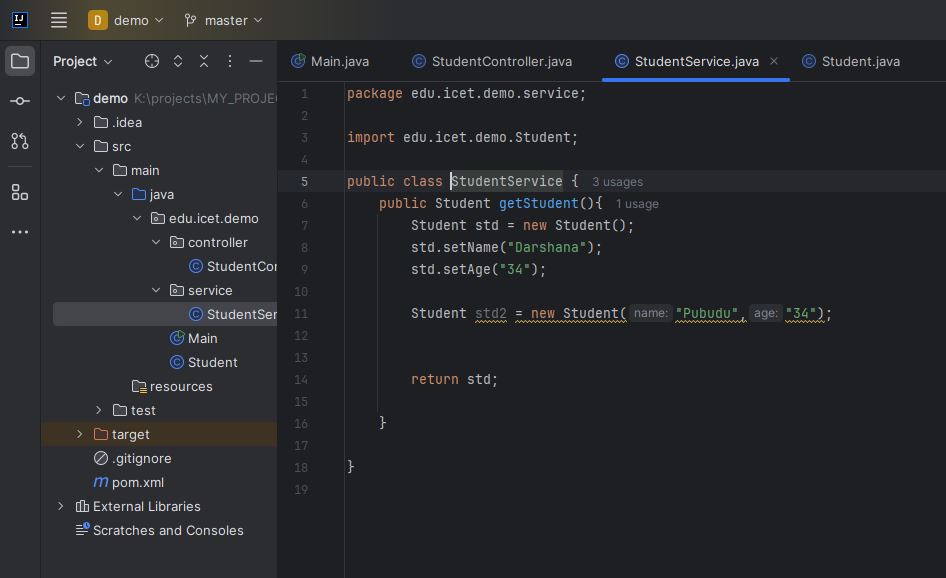 IJ
D demo master
Project
Main.java StudentController.java StudentService.java Student.java
demo K:\projects\MY_PROJE
.idea
src
main
java
edu.icet.demo
controller
StudentCon
service
StudentSer
Main
Student
resources
test
target
.gitignore
pom.xml
External Libraries
Scratches and Consoles
1 package edu.icet.demo.service;
2
3 import edu.icet.demo.Student;
4
5 public class StudentService { 3 usages
6 public Student getStudent(){ 1 usage
7 Student std = new Student();
8 std.setName("Darshana");
9 std.setAge("34");
10
11 Student std2 = new Student( name: "Pubudu", age: "34");
12
13
14 return std;
15
16 }
17
18 }
19